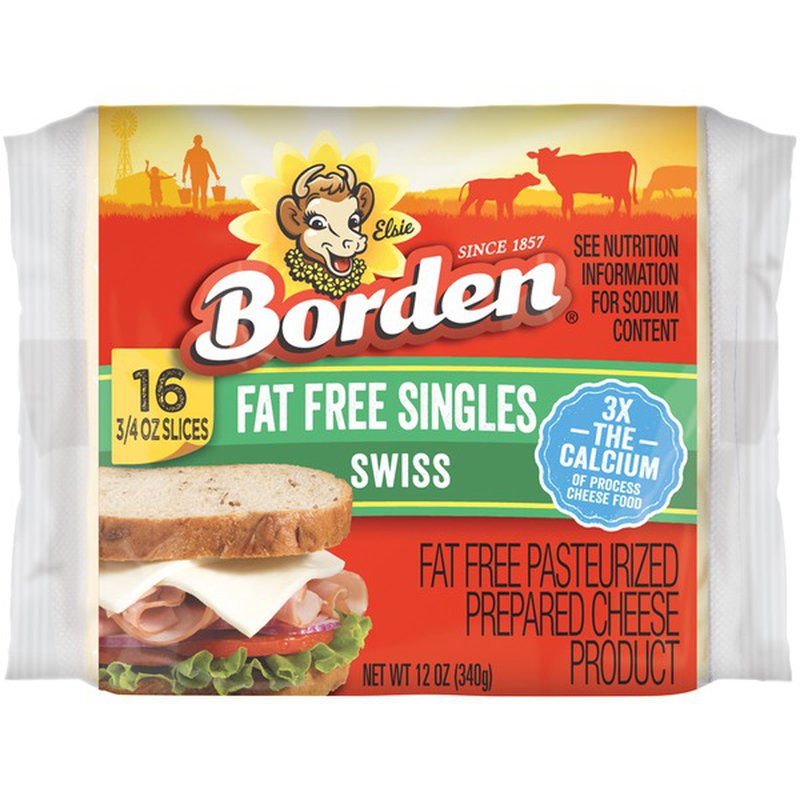 Elsie
SINCE 1857
Borden®
SEE NUTRITION
INFORMATION
FOR SODIUM
CONTENT
16
3/4 OZ SLICES
FAT FREE SINGLES
SWISS
3X
THE
CALCIUM
OF PROCESS
CHEESE FOOD
FAT FREE PASTEURIZED
PREPARED CHEESE
PRODUCT
NET WT 12 OZ (340g)